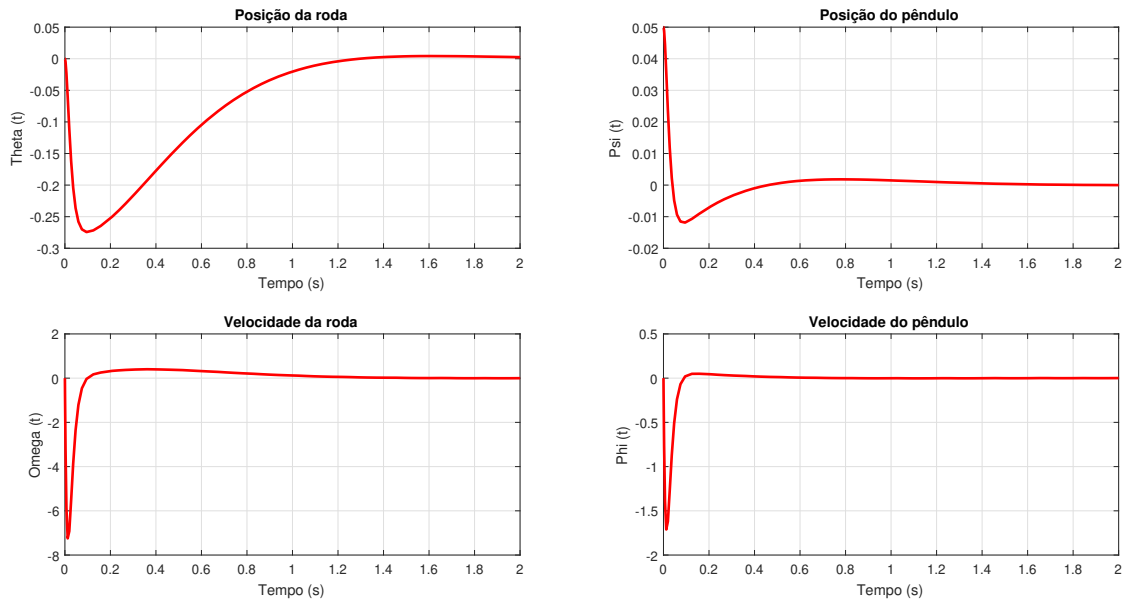 Posição da roda
0.05
0
-0.05
-0.1
-0.15
-0.2
-0.25
-0.3
Theta (t)
0 0.2 0.4 0.6 0.8 1 1.2 1.4 1.6 1.8 2
Tempo (s)
Posição do pêndulo
0.05
0.04
0.03
0.02
0.01
0
-0.01
-0.02
Psi (t)
0 0.2 0.4 0.6 0.8 1 1.2 1.4 1.6 1.8 2
Tempo (s)
Velocidade da roda
2
0
-2
-4
-6
-8
Omega (t)
0 0.2 0.4 0.6 0.8 1 1.2 1.4 1.6 1.8 2
Tempo (s)
Velocidade do pêndulo
0.5
0
-0.5
-1
-1.5
-2
Phi (t)
0 0.2 0.4 0.6 0.8 1 1.2 1.4 1.6 1.8 2
Tempo (s)